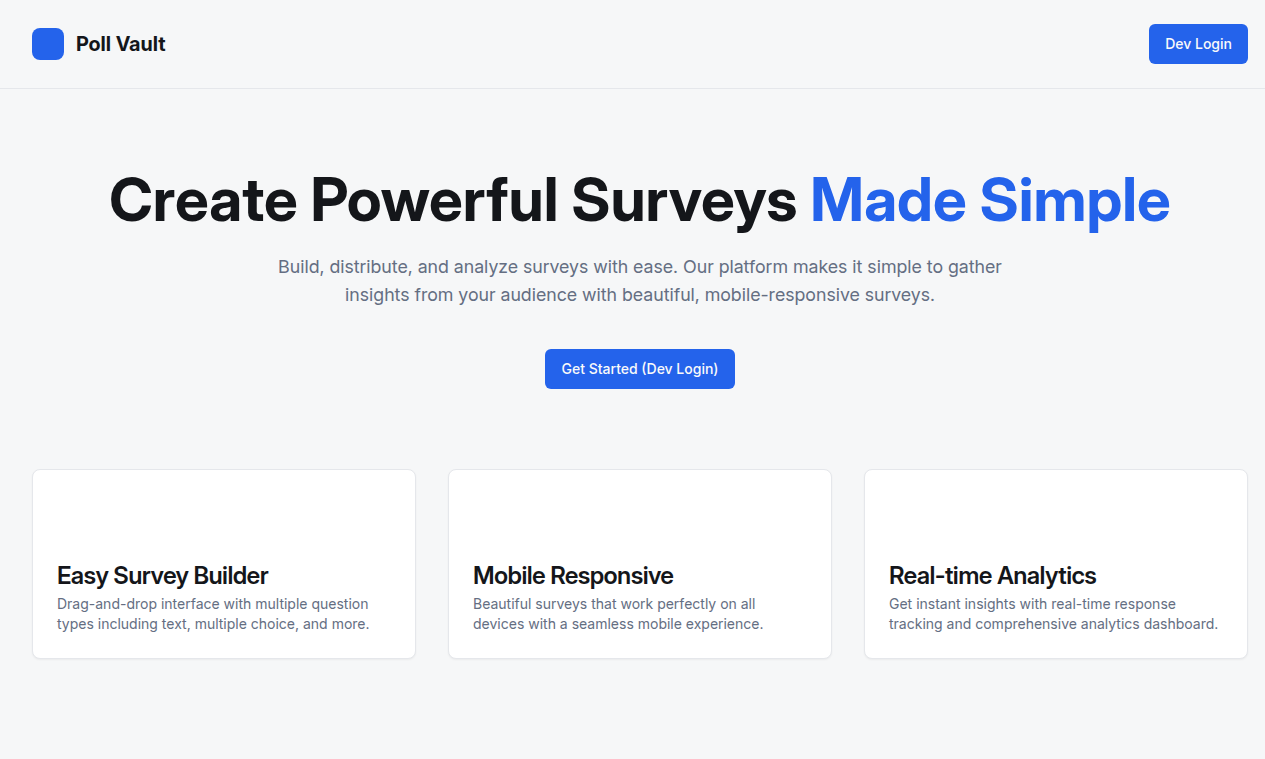 Poll Vault
Dev Login
Create Powerful Surveys Made Simple
Build, distribute, and analyze surveys with ease. Our platform makes it simple to gather
insights from your audience with beautiful, mobile-responsive surveys.
Get Started (Dev Login)
Easy Survey Builder
Drag-and-drop interface with multiple question
types including text, multiple choice, and more.
Mobile Responsive
Beautiful surveys that work perfectly on all
devices with a seamless mobile experience.
Real-time Analytics
Get instant insights with real-time response
tracking and comprehensive analytics dashboard.